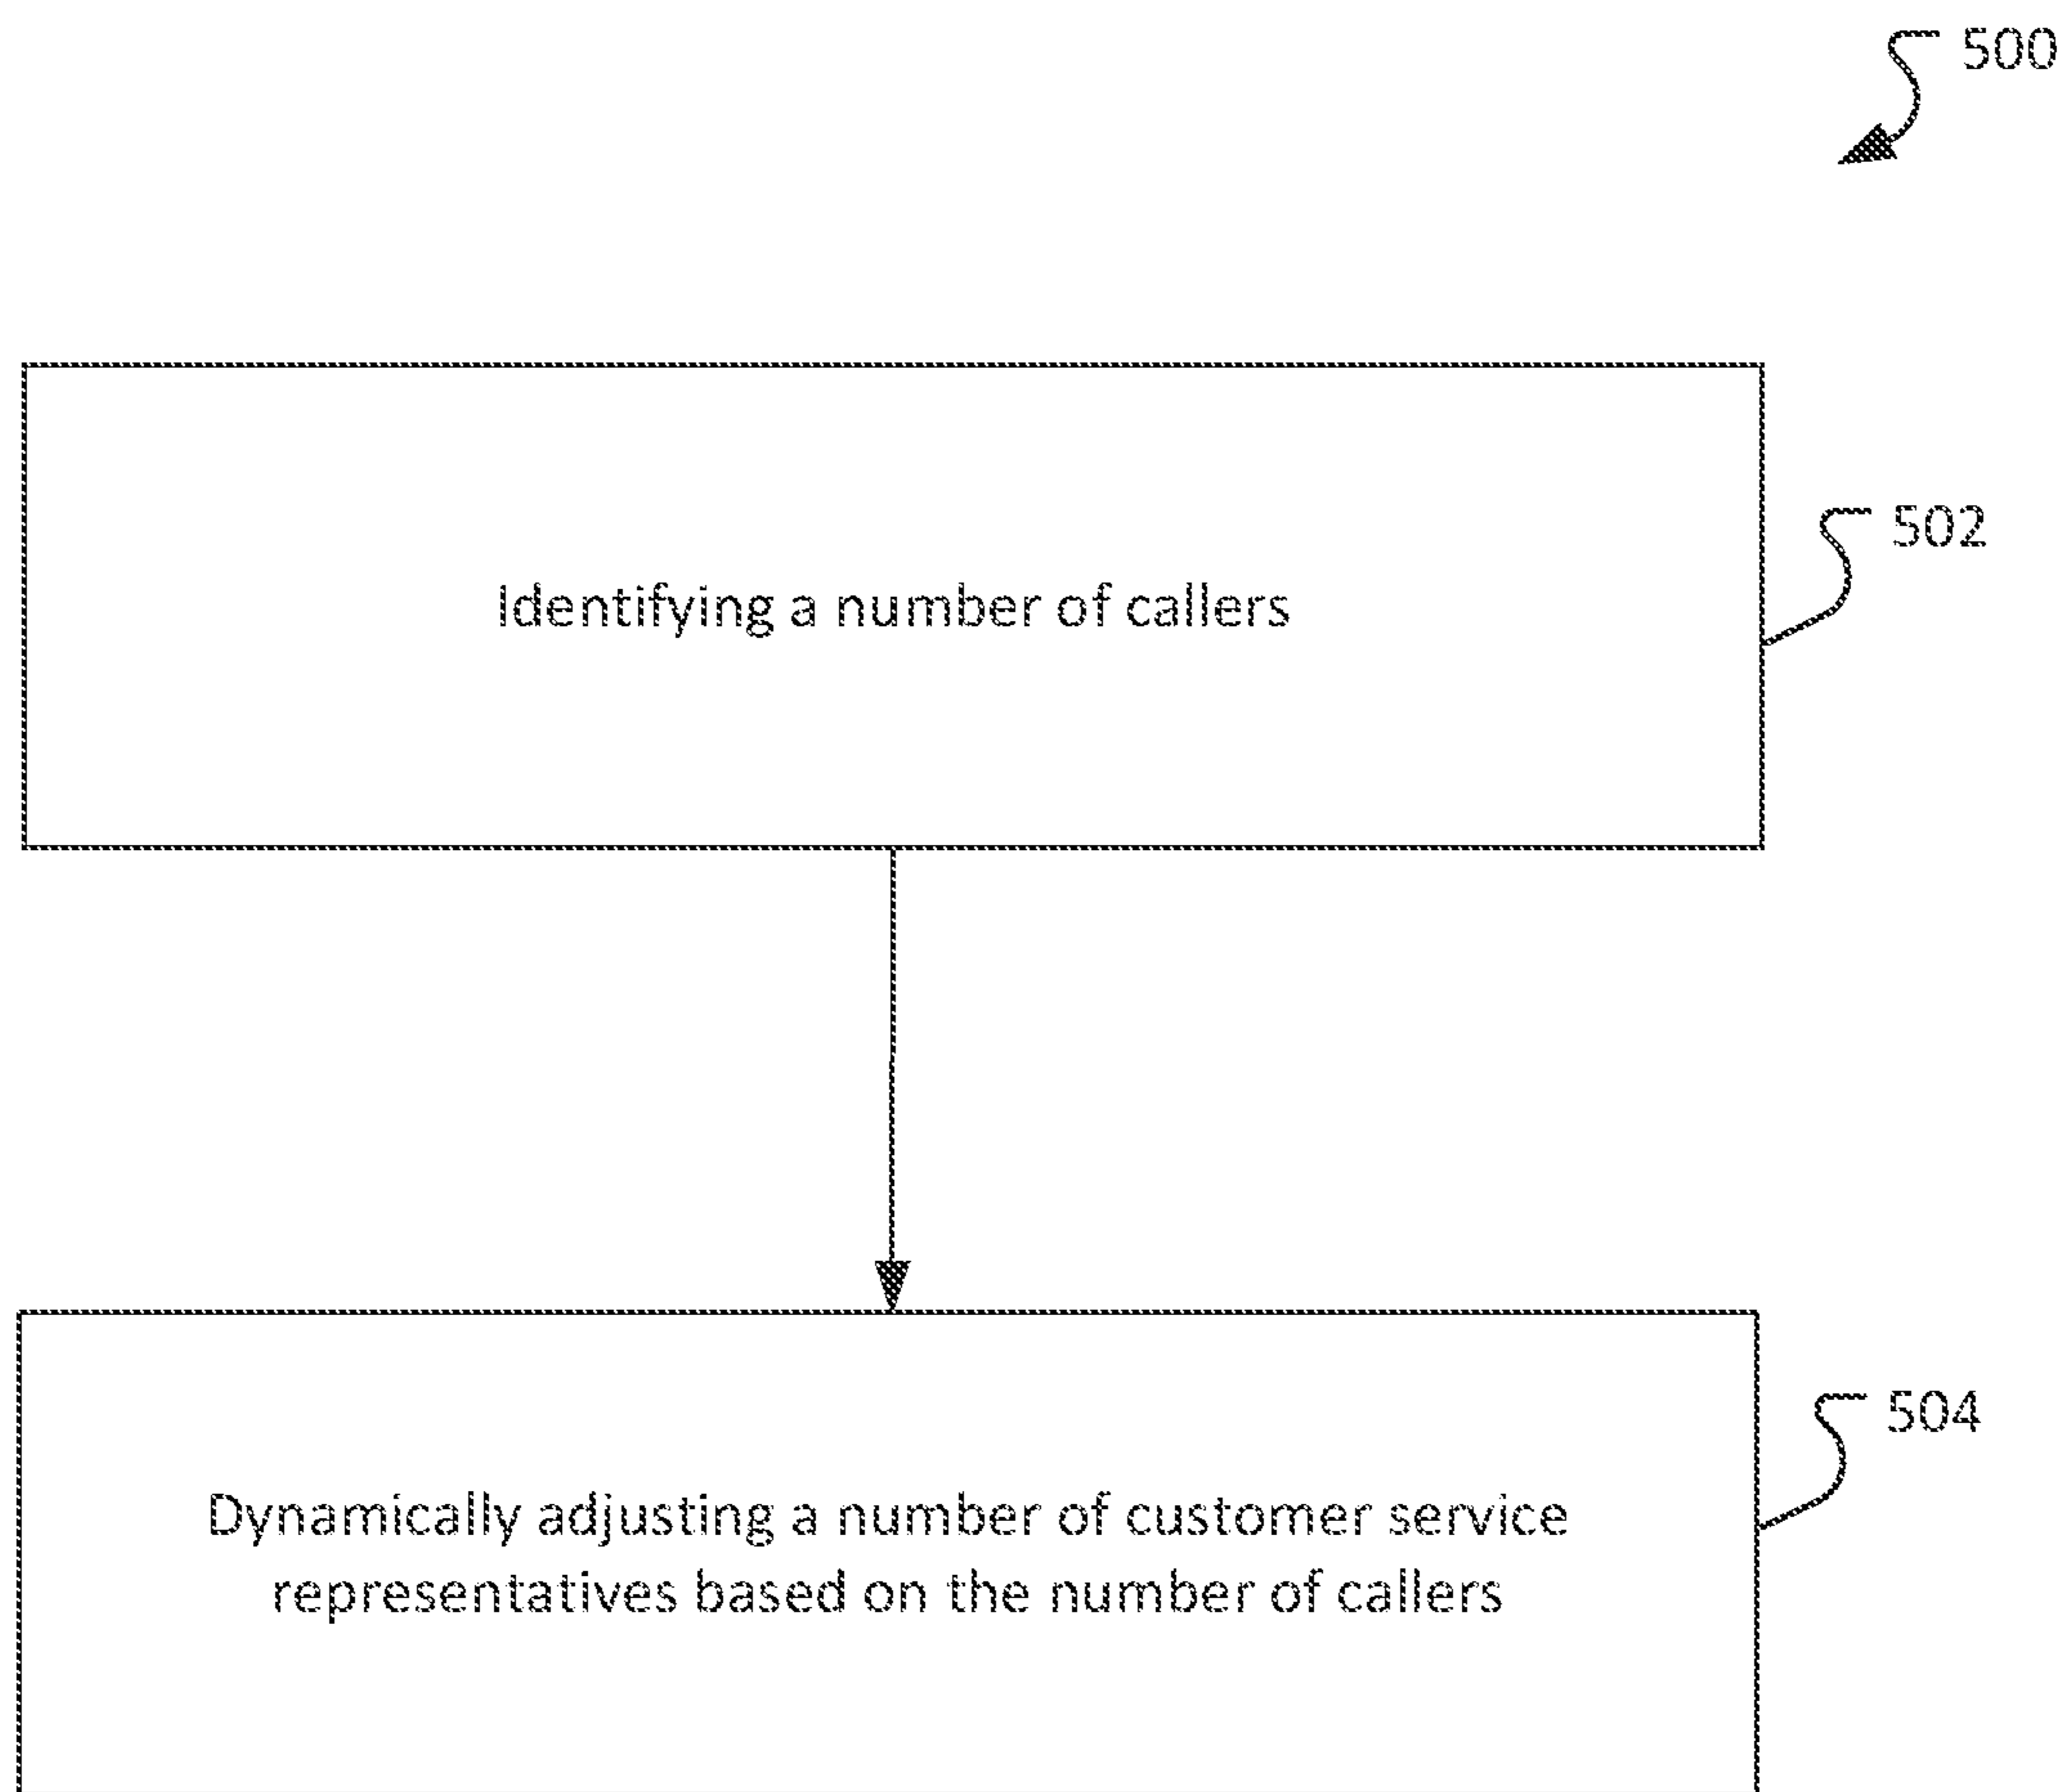 500
Identifying a number of callers
502
Dynamically adjusting a number of customer service
representatives based on the number of callers
504